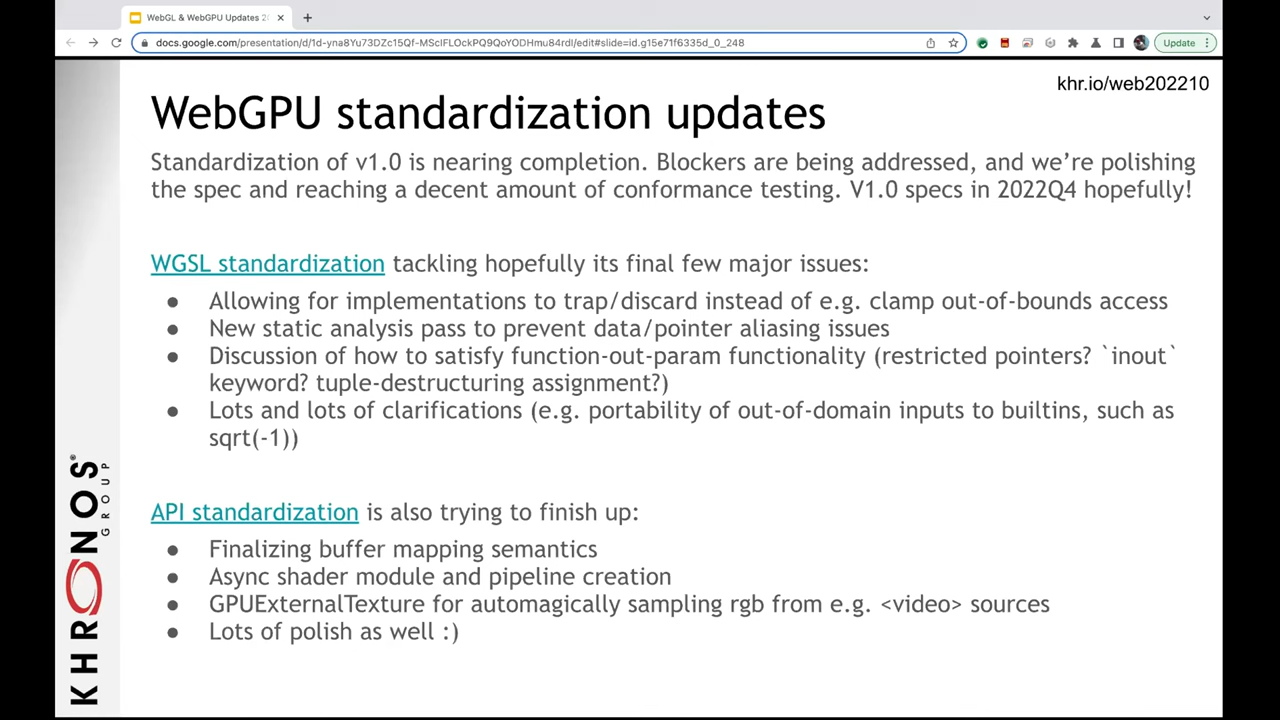 WebGL & WebGPU Updates 2
docs.google.com/presentation/d/1d-yna8Yu73DZc15Qf-MScIFLOckPQ9QoYODHmu84rdI/edit#slide=id.g15e71f6335d_0_248
Update
khr.io/web202210
WebGPU standardization updates
Standardization of v1.0 is nearing completion. Blockers are being addressed, and we’re polishing
the spec and reaching a decent amount of conformance testing. V1.0 specs in 2022Q4 hopefully!
WGSL standardization tackling hopefully its final few major issues:
● Allowing for implementations to trap/discard instead of e.g. clamp out-of-bounds access
● New static analysis pass to prevent data/pointer aliasing issues
● Discussion of how to satisfy function-out-param functionality (restricted pointers? `inout`
keyword? tuple-destructuring assignment?)
● Lots and lots of clarifications (e.g. portability of out-of-domain inputs to builtins, such as
sqrt(-1))
API standardization is also trying to finish up:
● Finalizing buffer mapping semantics
● Async shader module and pipeline creation
● GPUExternalTexture for automagically sampling rgb from e.g. <video> sources
● Lots of polish as well :)
KHRONOS®
GROUP